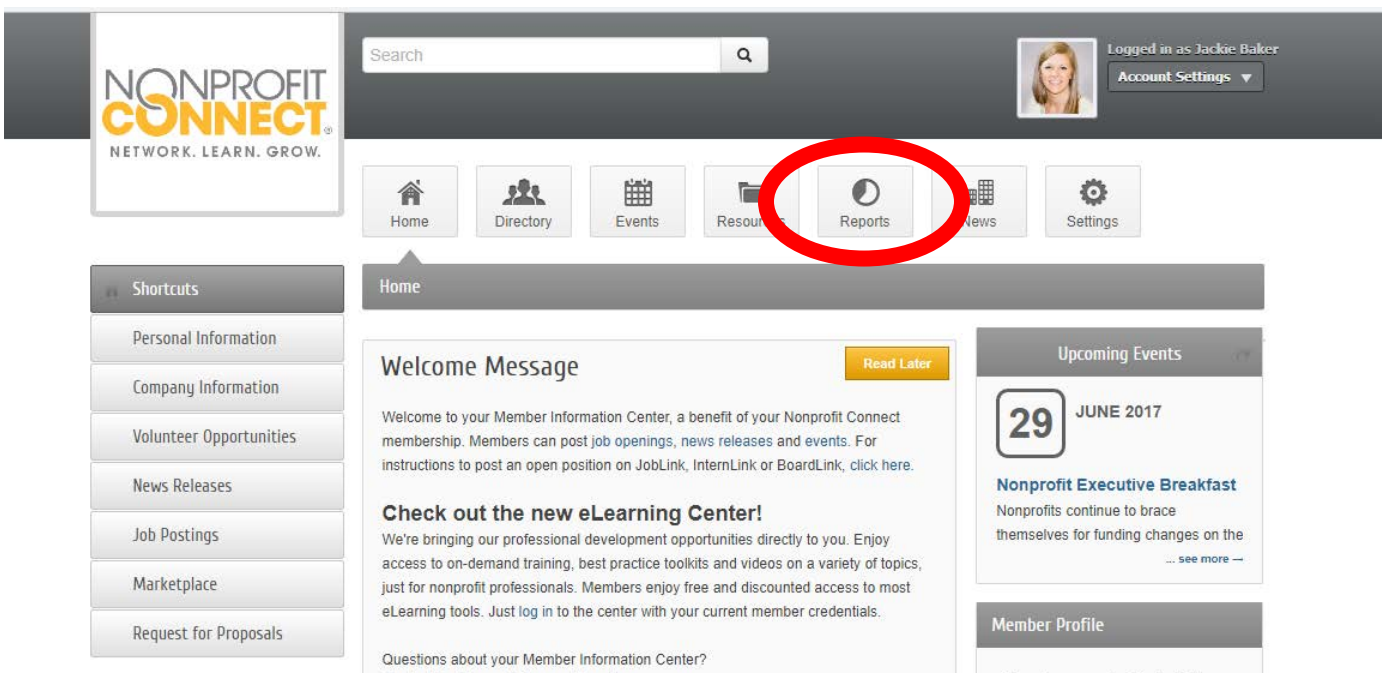 NONPROFIT
CONNECT®
NETWORK. LEARN. GROW.
Search
Logged in as Jackie Baker
Account Settings
Home
Directory
Events
Reports
News
Settings
Shortcuts
Personal Information
Company Information
Volunteer Opportunities
News Releases
Job Postings
Marketplace
Request for Proposals
Home
Welcome Message
Read Later
Welcome to your Member Information Center, a benefit of your Nonprofit Connect
membership. Members can post job openings, news releases and events. For
instructions to post an open position on JobLink, InternLink or BoardLink, click here.
Check out the new eLearning Center!
We're bringing our professional development opportunities directly to you. Enjoy
access to on-demand training, best practice toolkits and videos on a variety of topics,
just for nonprofit professionals. Members enjoy free and discounted access to most
eLearning tools. Just log in to the center with your current member credentials.
Questions about your Member Information Center?
Upcoming Events
29
JUNE 2017
Nonprofit Executive Breakfast
Nonprofits continue to brace
themselves for funding changes on the
... see more →
Member Profile